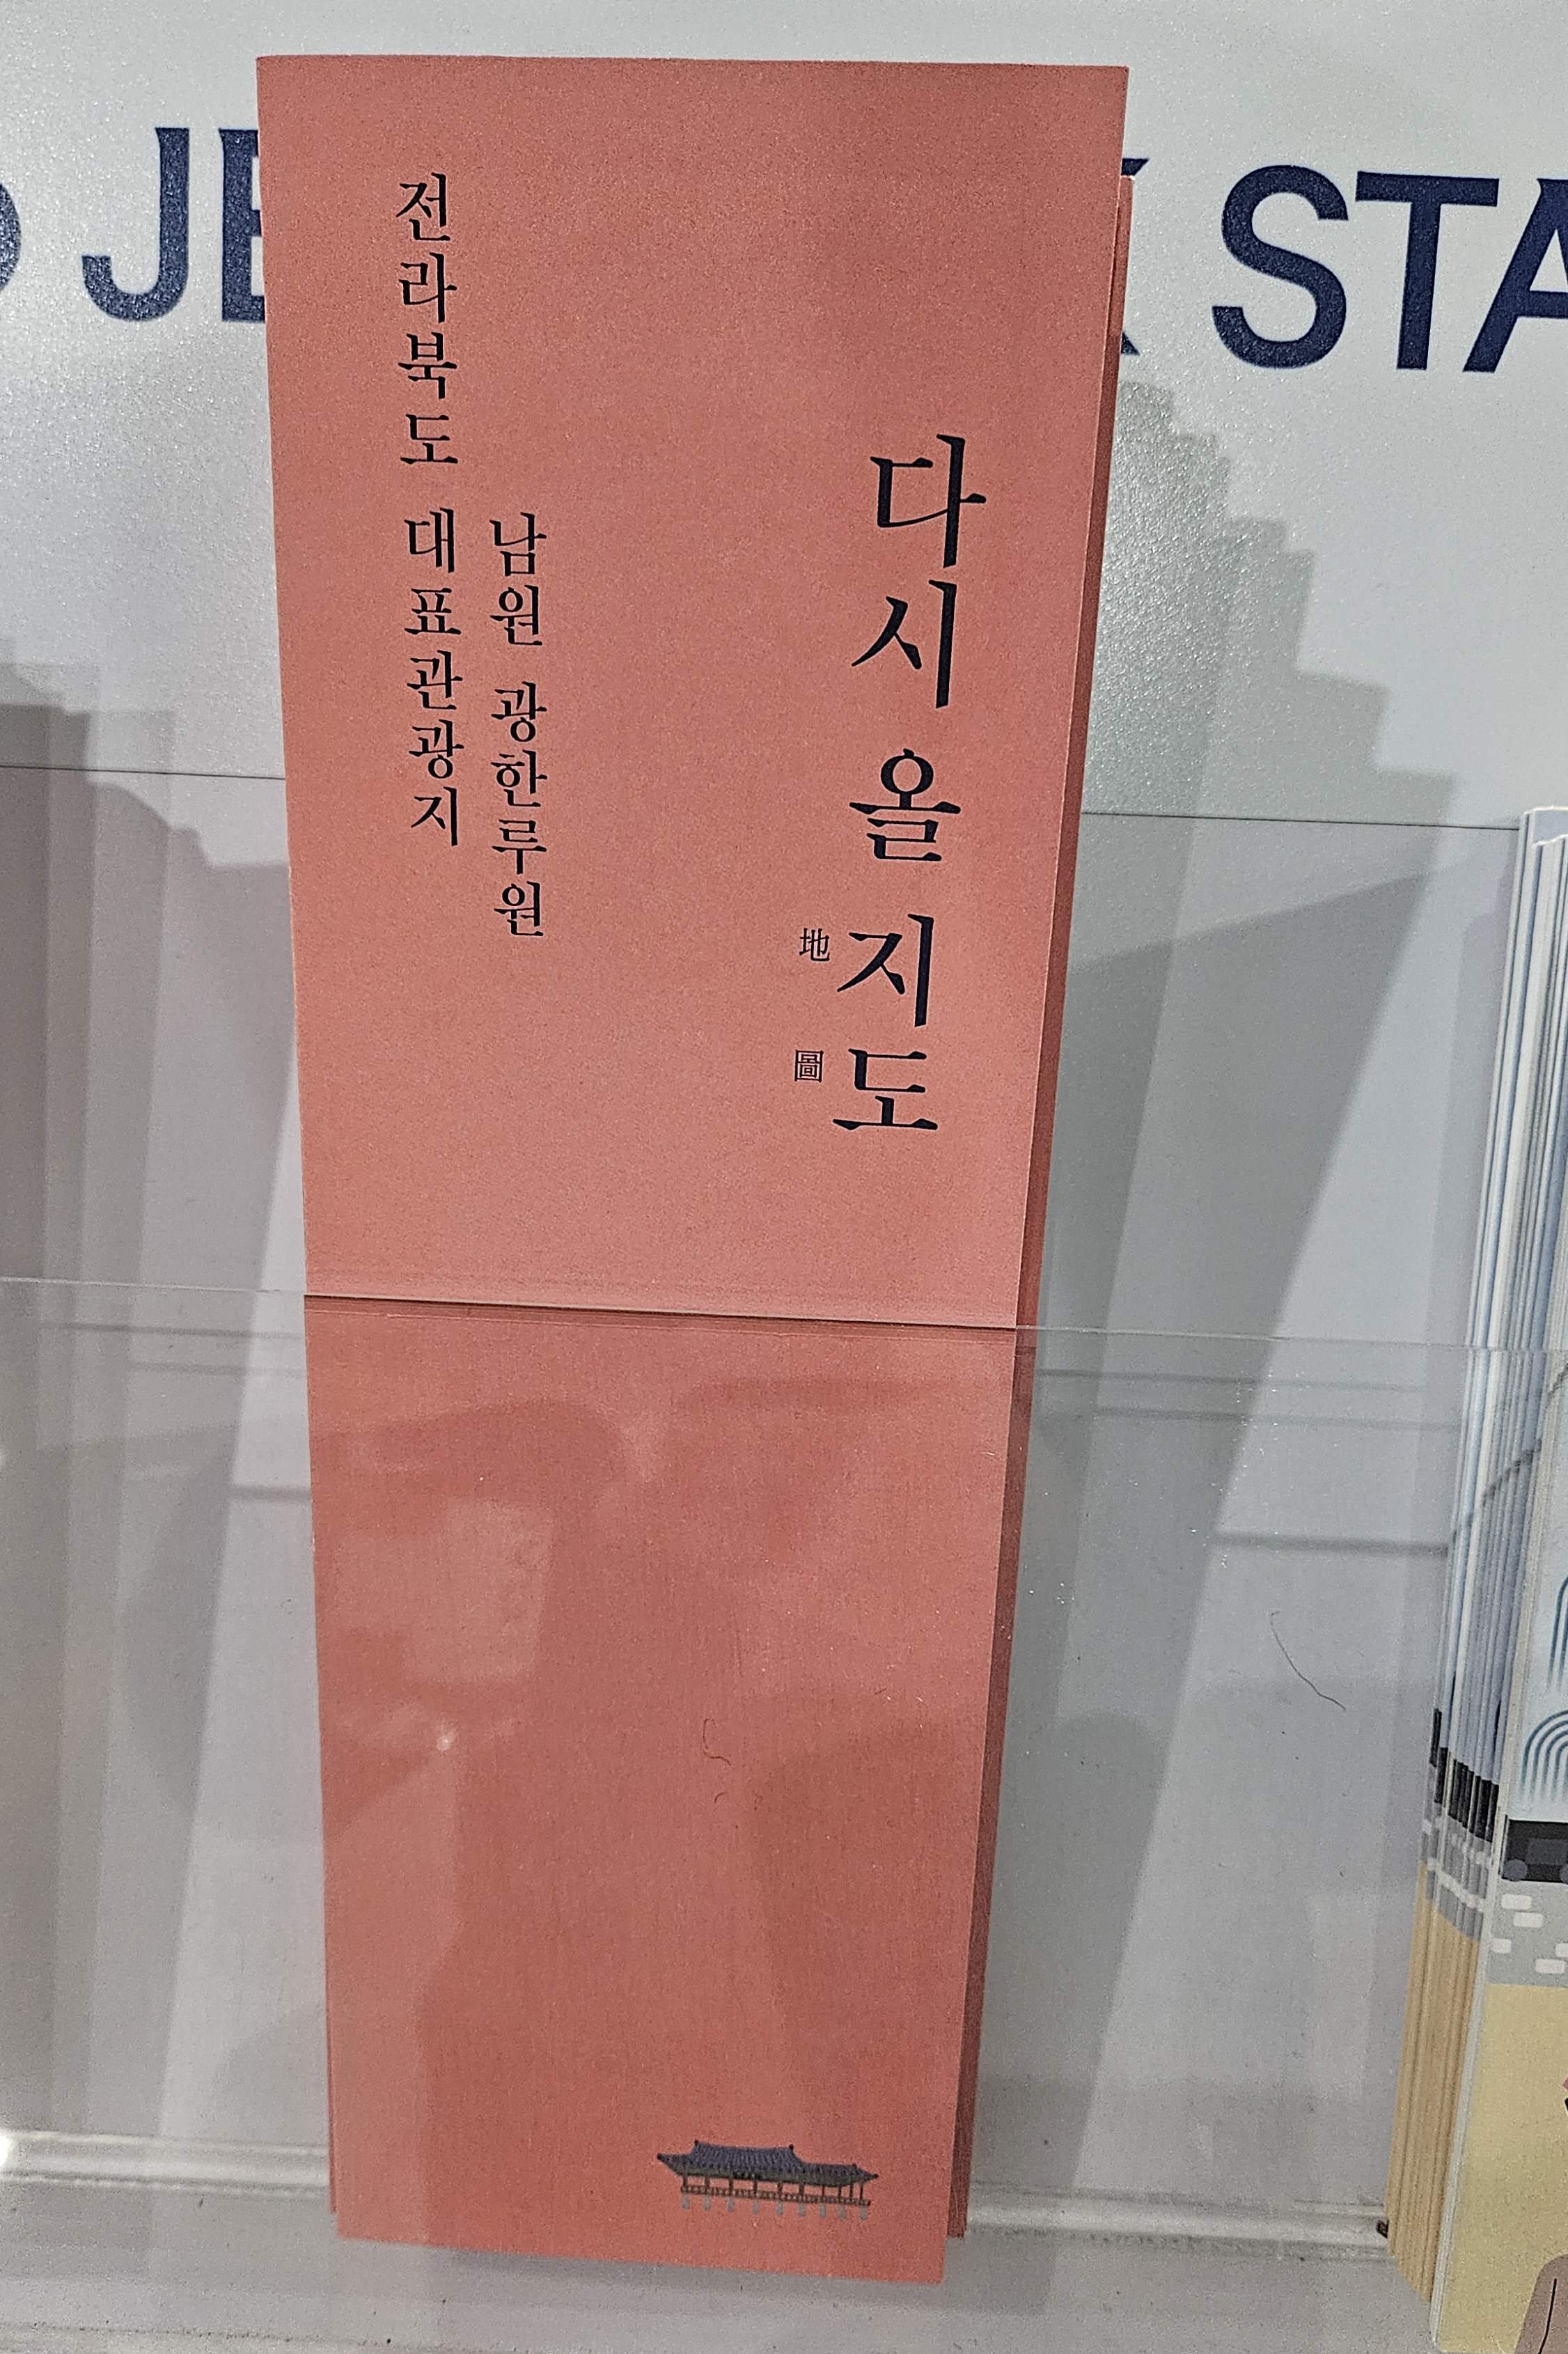 다시 올 지도
地圖
남원 광한루원
전라북도 대표관광지
STA